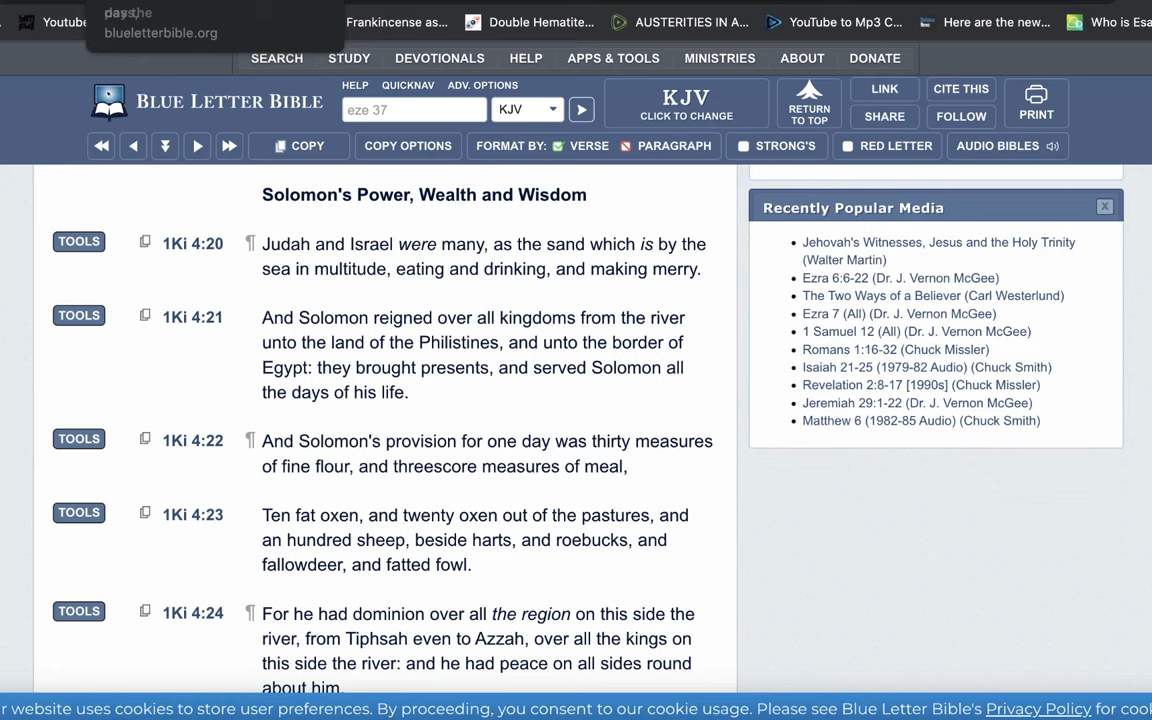 days,
blueletterbible.org
Youtube
Frankincense as...
Double Hematite...
AUSTERITIES IN A...
YouTube to Mp3 C...
Here are the new...
Who is Esa
SEARCH STUDY DEVOTIONALS HELP APPS & TOOLS MINISTRIES ABOUT DONATE
BLUE LETTER BIBLE
HELP QUICKNAV ADV. OPTIONS
eze 37
KJV
KJV
CLICK TO CHANGE
RETURN
TO TOP
LINK
SHARE
CITE THIS
FOLLOW
PRINT
COPY
COPY OPTIONS
FORMAT BY: VERSE PARAGRAPH
STRONG'S
RED LETTER
AUDIO BIBLES
Solomon's Power, Wealth and Wisdom
TOOLS 1Ki 4:20 ¶ Judah and Israel were many, as the sand which is by the
sea in multitude, eating and drinking, and making merry.
TOOLS 1Ki 4:21 And Solomon reigned over all kingdoms from the river
unto the land of the Philistines, and unto the border of
Egypt: they brought presents, and served Solomon all
the days of his life.
TOOLS 1Ki 4:22 ¶ And Solomon's provision for one day was thirty measures
of fine flour, and threescore measures of meal,
TOOLS 1Ki 4:23 Ten fat oxen, and twenty oxen out of the pastures, and
an hundred sheep, beside harts, and roebucks, and
fallowdeer, and fatted fowl.
TOOLS 1Ki 4:24 ¶ For he had dominion over all the region on this side the
river, from Tiphsah even to Azzah, over all the kings on
this side the river: and he had peace on all sides round
about him.
Recently Popular Media
X
• Jehovah's Witnesses, Jesus and the Holy Trinity
(Walter Martin)
• Ezra 6:6-22 (Dr. J. Vernon McGee)
• The Two Ways of a Believer (Carl Westerlund)
• Ezra 7 (All) (Dr. J. Vernon McGee)
• 1 Samuel 12 (All) (Dr. J. Vernon McGee)
• Romans 1:16-32 (Chuck Missler)
• Isaiah 21-25 (1979-82 Audio) (Chuck Smith)
• Revelation 2:8-17 [1990s] (Chuck Missler)
• Jeremiah 29:1-22 (Dr. J. Vernon McGee)
• Matthew 6 (1982-85 Audio) (Chuck Smith)
r website uses cookies to store user preferences. By proceeding, you consent to our cookie usage. Please see Blue Letter Bible's Privacy Policy for cook